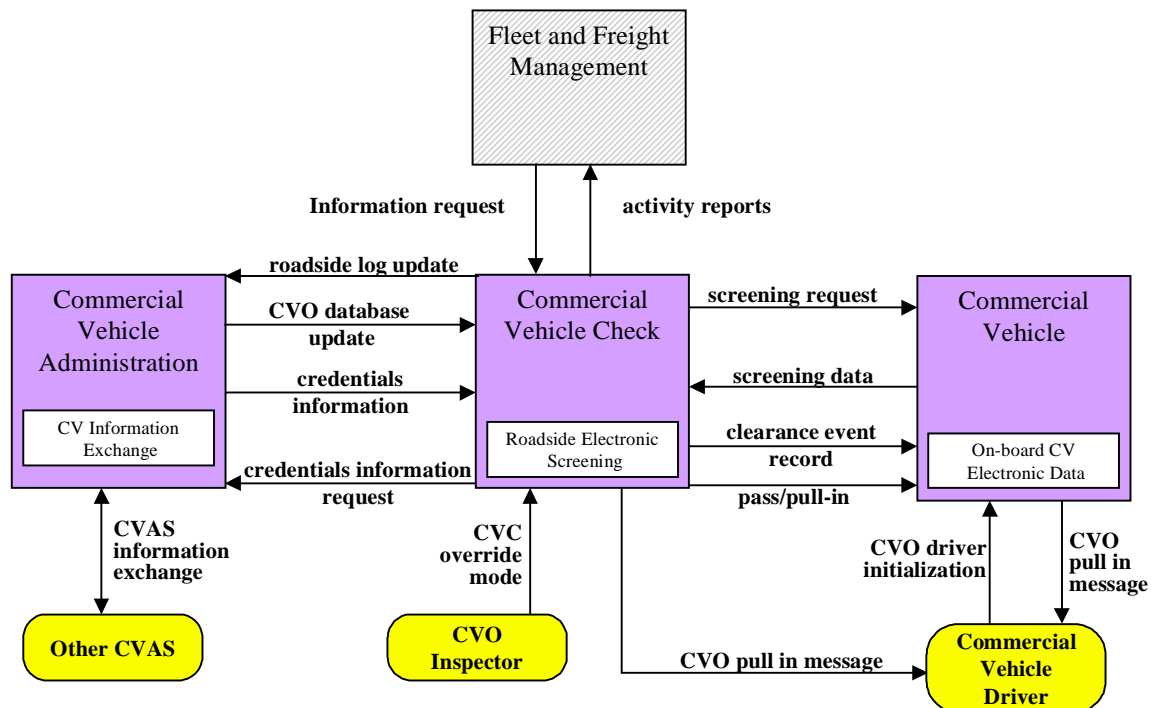 Fleet and Freight
Management
Information request
activity reports
roadside log update
Commercial
Vehicle
Administration
CVO database
update
credentials
information
CV Information
Exchange
credentials information
request
Commercial
Vehicle Check
Roadside Electronic
Screening
screening request
screening data
clearance event
record
pass/pull-in
Commercial
Vehicle
On-board CV
Electronic Data
CVAS
information
exchange
CVC
override
mode
CVO driver
initialization
CVO
pull in
message
Other CVAS
CVO
Inspector
CVO pull in message
Commercial
Vehicle
Driver